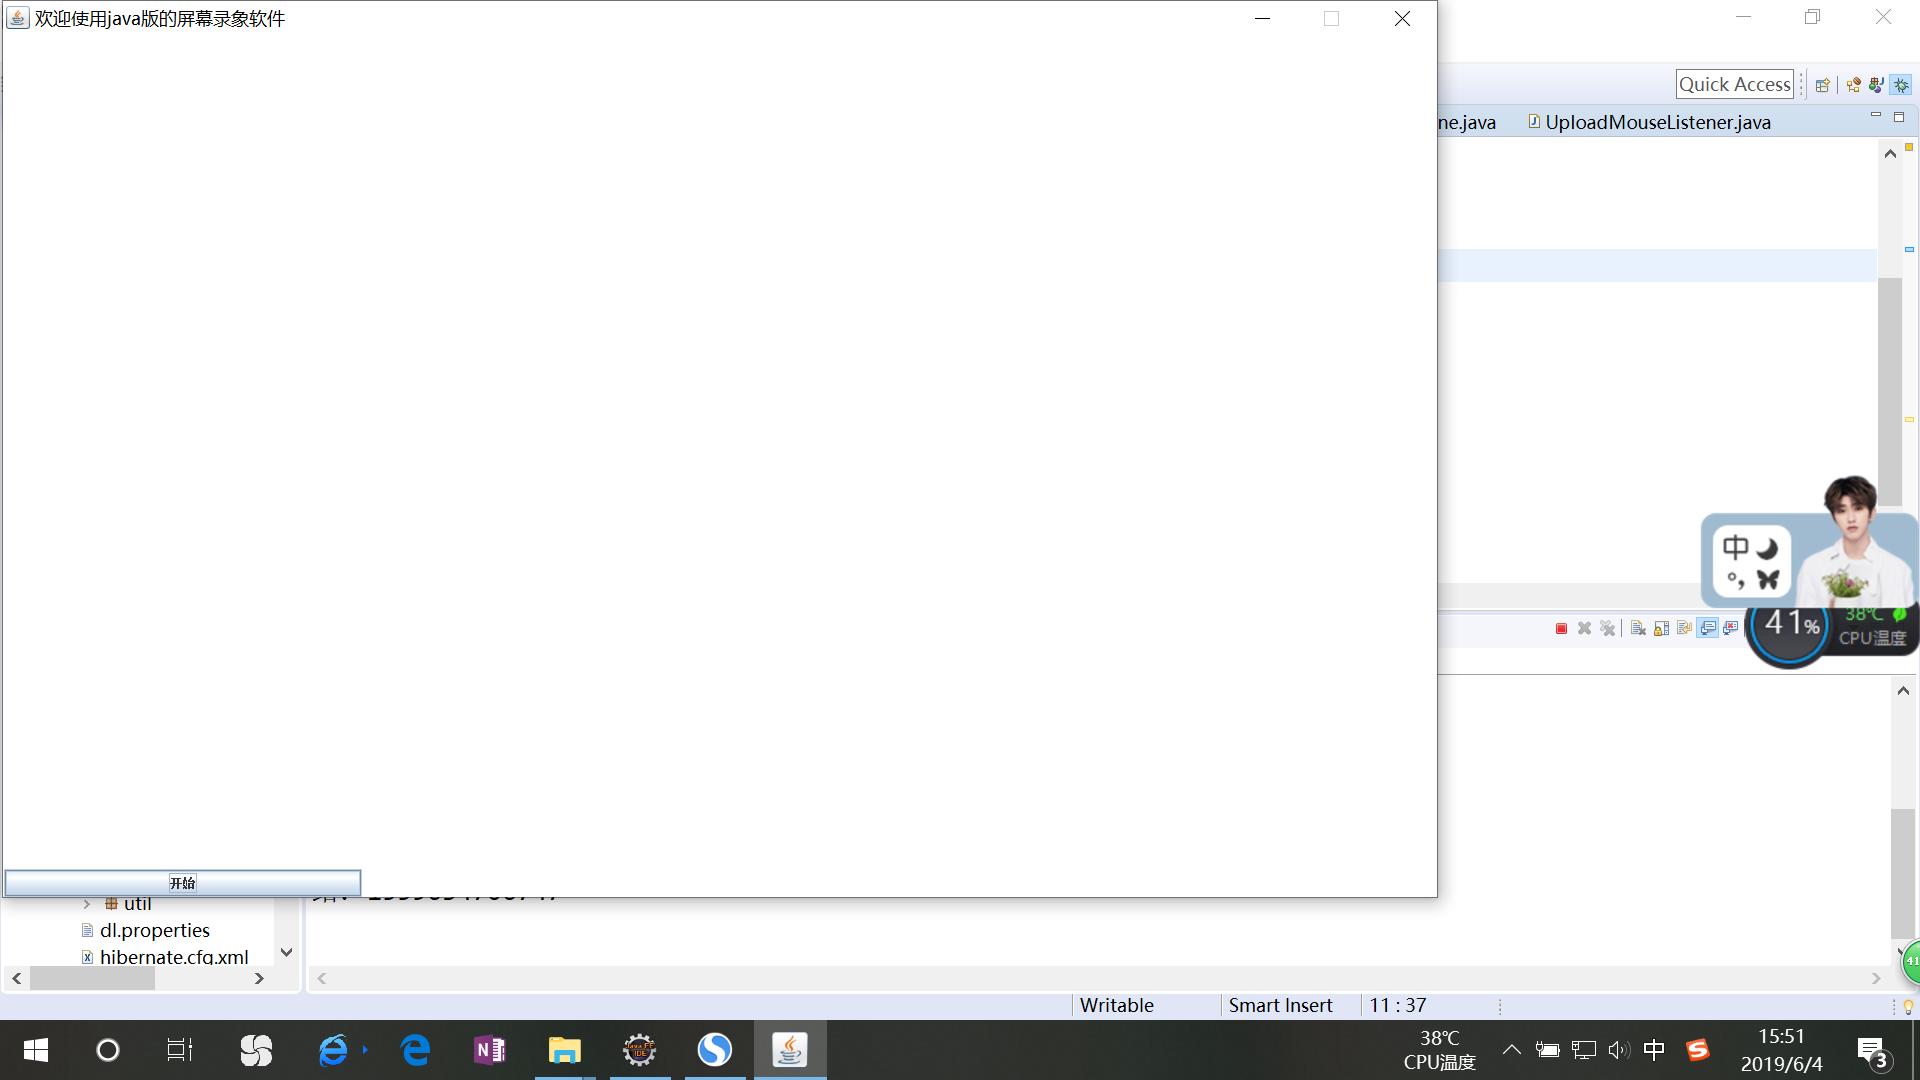 欢迎使用java版的屏幕录象软件
Quick Access
ne.java
UploadMouseListener.java
中
41%
38℃
CPU温度
开始
util
dl.properties
hibernate.cfg.xml
41
Writable
Smart Insert
11 : 37
38℃
CPU温度
中
15:51
2019/6/4
3